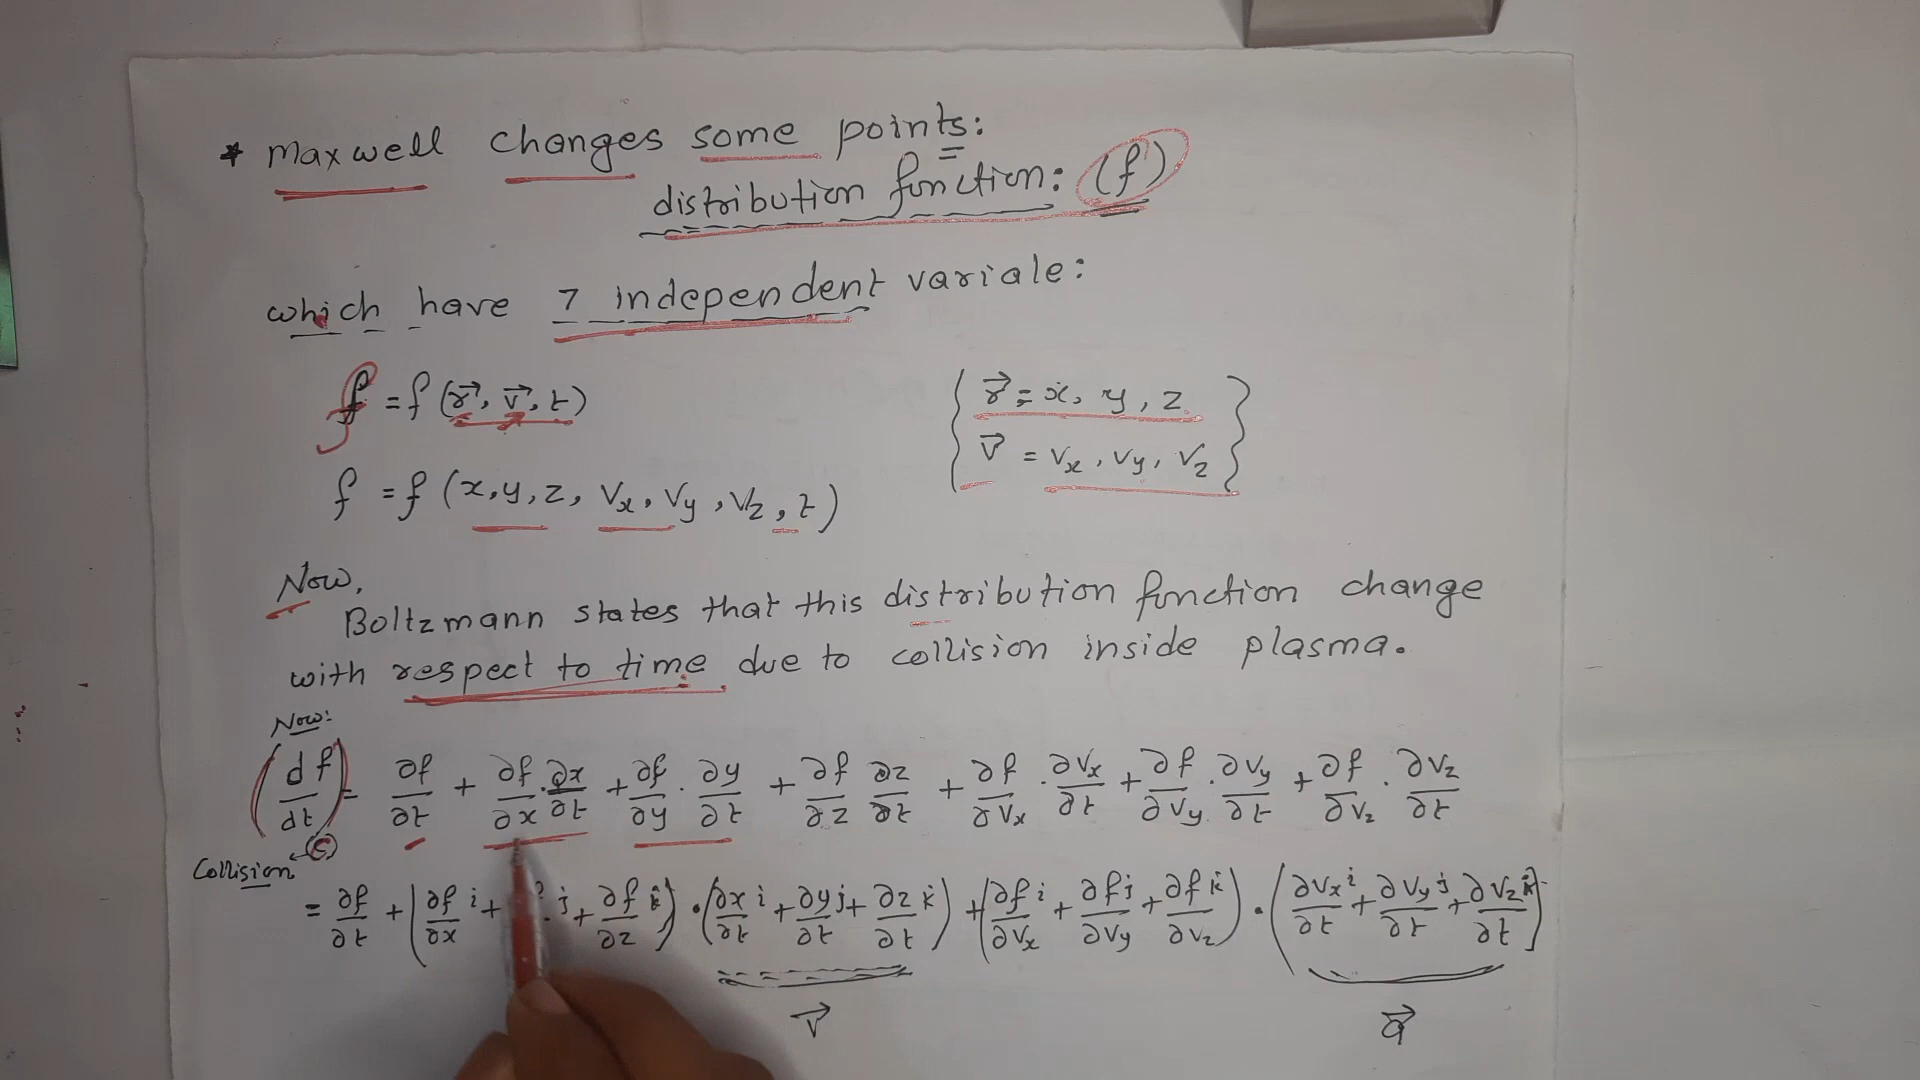 * Maxwell changes some points:
distribution function: (f)
which have 7 independent variale:
f = f (r⃗, v⃗, t)
{ r⃗ = x, y, z
v⃗ = Vx, Vy, Vz }
f = f (x, y, z, Vx, Vy, Vz, t)
Now,
Boltzmann states that this distribution function change
with respect to time due to collision inside plasma.
Now:
(df/dt)c = ∂f/∂t + ∂f/∂x · ∂x/∂t + ∂f/∂y · ∂y/∂t + ∂f/∂z ∂z/∂t + ∂f/∂Vx · ∂Vx/∂t + ∂f/∂Vy · ∂Vy/∂t + ∂f/∂Vz · ∂Vz/∂t
Collision ←
= ∂f/∂t + (∂f/∂x i + j + ∂f/∂z k) · (∂x/∂t i + ∂y/∂t j + ∂z/∂t k) + (∂f/∂Vx i + ∂f/∂Vy j + ∂f/∂Vz k) · (∂Vx/∂t i + ∂Vy/∂t j + ∂Vz/∂t k)
v⃗ a⃗